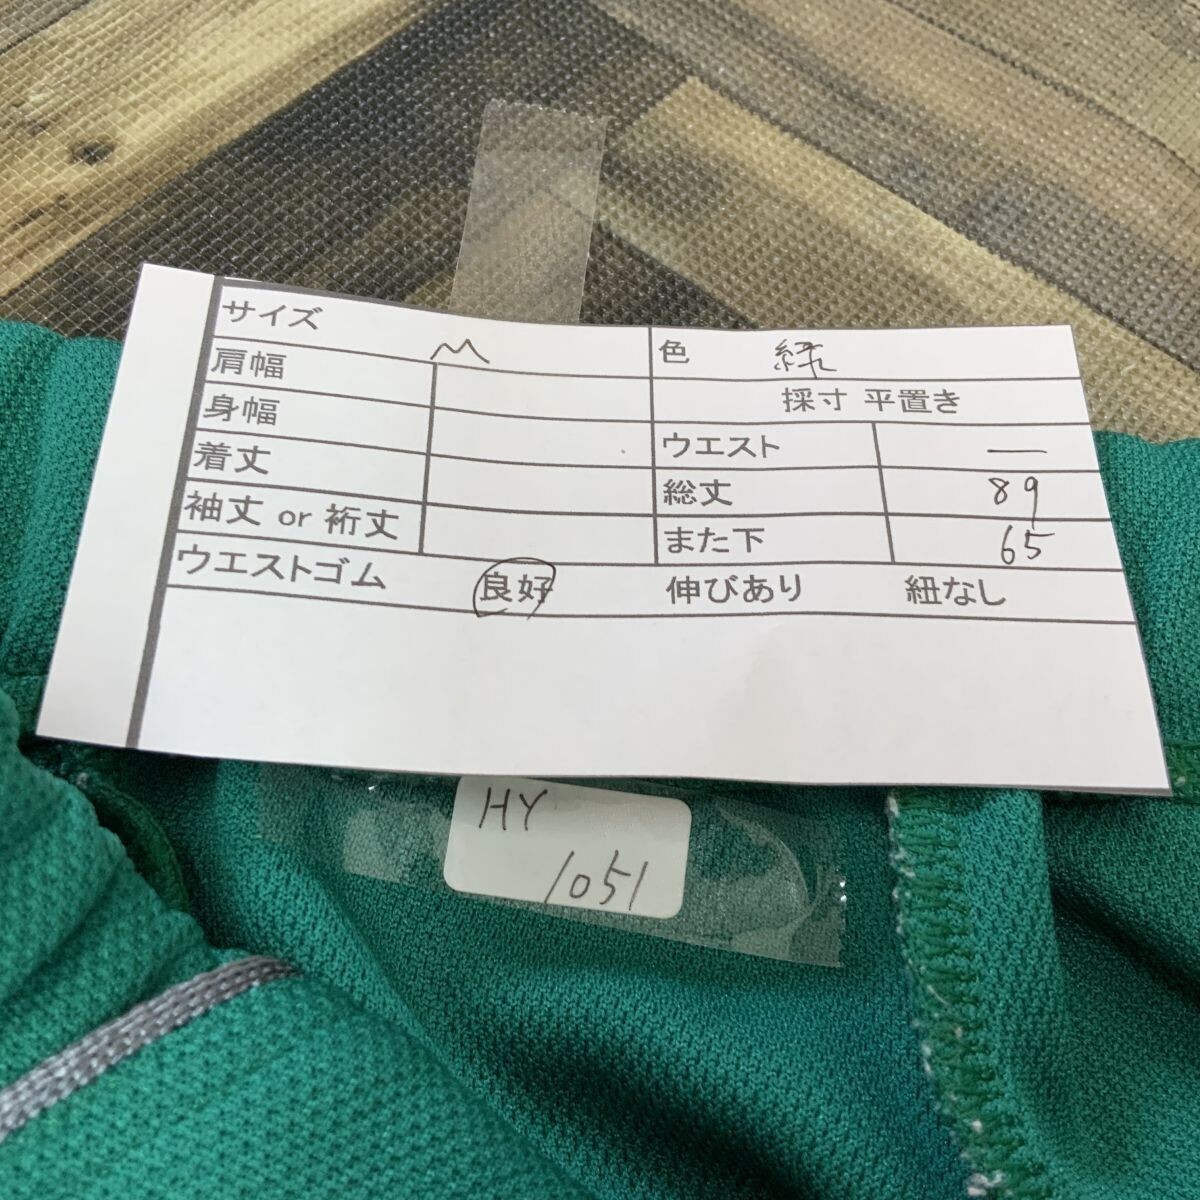 サイズ M
肩幅
身幅
着丈
袖丈 or 裄丈
色 緑
採寸 平置き
ウエスト —
総丈 89
また下 65
ウエストゴム 良好 伸びあり 紐なし
HY
1051